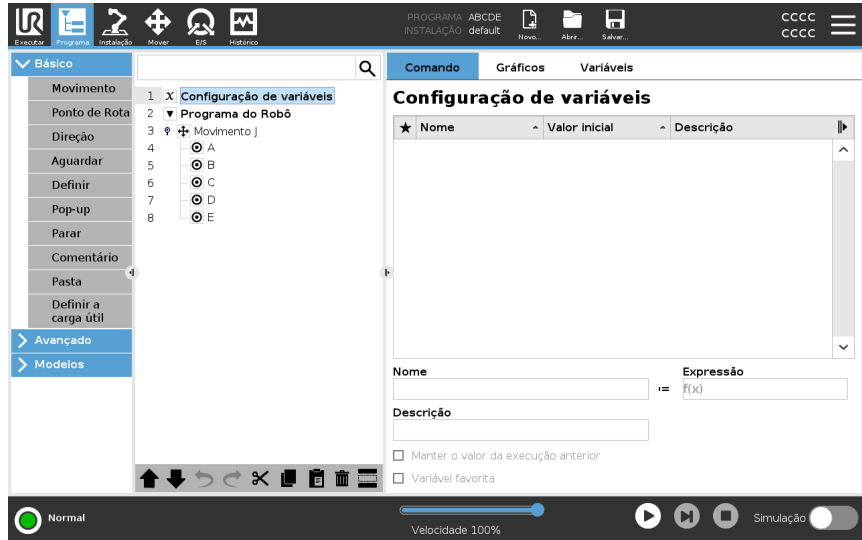 UR
PROGRAMA ABCDE
INSTALAÇÃO default
Executar Programa Instalação Mover E/S Histórico
Novo... Abrir... Salvar...
CCCC
CCCC
Básico
Movimento
Ponto de Rota
Direção
Aguardar
Definir
Pop-up
Parar
Comentário
Pasta
Definir a
carga útil
Avançado
Modelos
1 X Configuração de variáveis
2 Programa do Robô
3 Movimento J
4 A
5 B
6 C
7 D
8 E
Comando Gráficos Variáveis
Configuração de variáveis
Nome Valor inicial Descrição
Nome Expressão
:= f(x)
Descrição
Manter o valor da execução anterior
Variável favorita
Normal
Velocidade 100%
Simulação